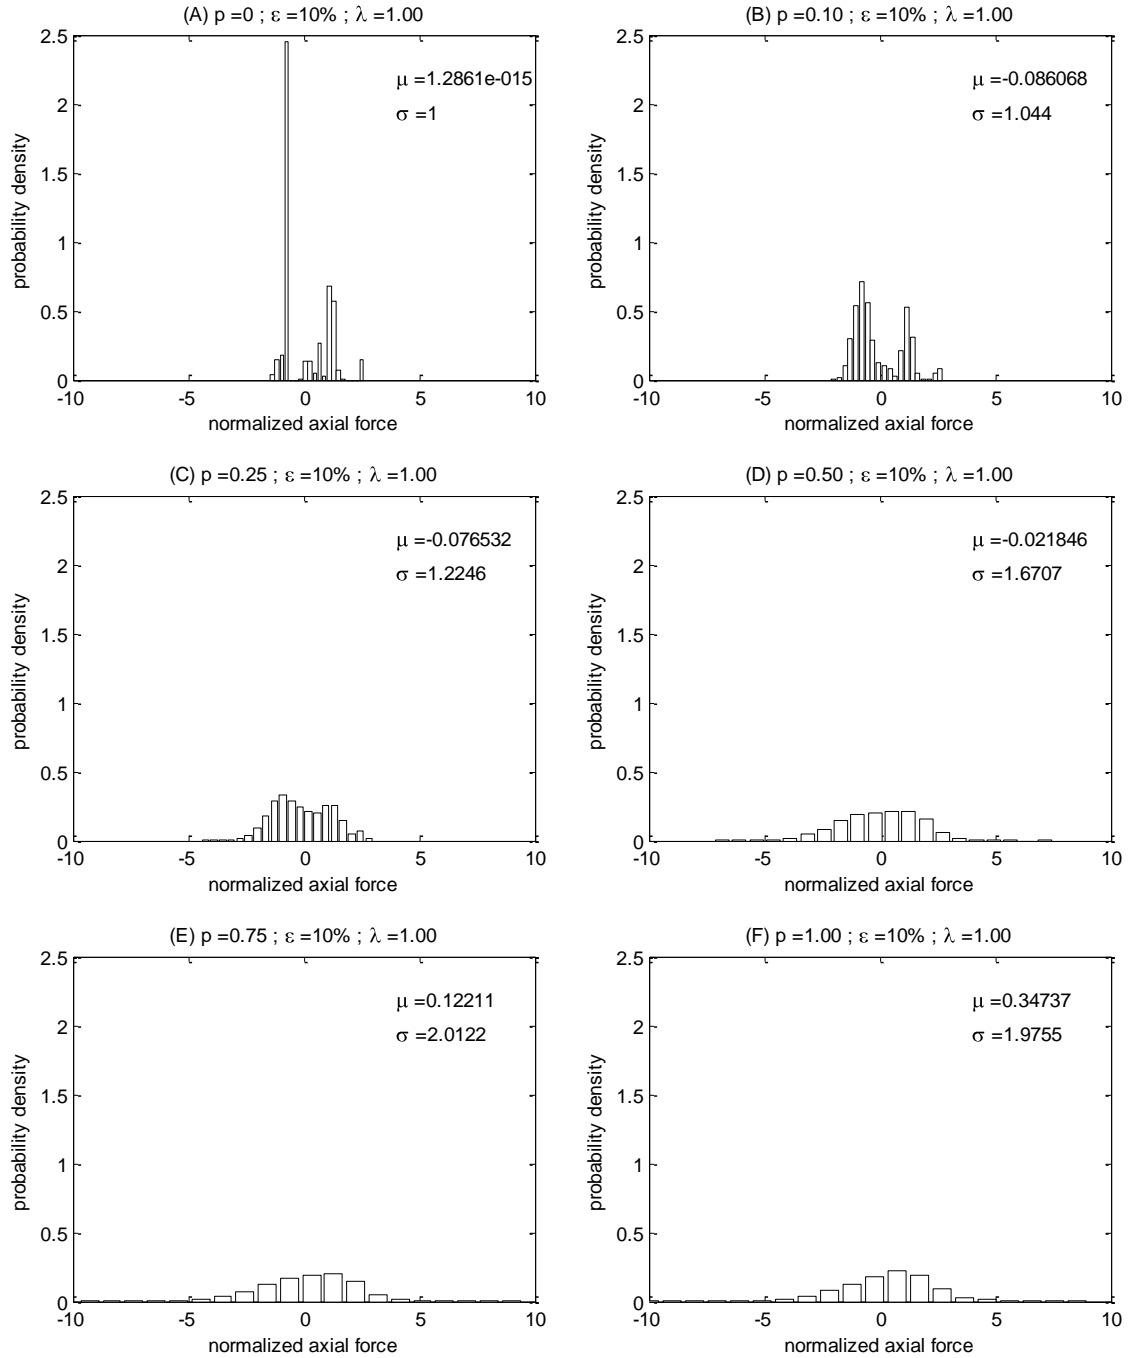 (A) p =0 ; ε =10% ; λ =1.00
2.5
2
1.5
1
0.5
0
-10
-5
0
5
10
probability density
normalized axial force
μ =1.2861e-015
σ =1
(B) p =0.10 ; ε =10% ; λ =1.00
2.5
2
1.5
1
0.5
0
-10
-5
0
5
10
probability density
normalized axial force
μ =-0.086068
σ =1.044
(C) p =0.25 ; ε =10% ; λ =1.00
2.5
2
1.5
1
0.5
0
-10
-5
0
5
10
probability density
normalized axial force
μ =-0.076532
σ =1.2246
(D) p =0.50 ; ε =10% ; λ =1.00
2.5
2
1.5
1
0.5
0
-10
-5
0
5
10
probability density
normalized axial force
μ =-0.021846
σ =1.6707
(E) p =0.75 ; ε =10% ; λ =1.00
2.5
2
1.5
1
0.5
0
-10
-5
0
5
10
probability density
normalized axial force
μ =0.12211
σ =2.0122
(F) p =1.00 ; ε =10% ; λ =1.00
2.5
2
1.5
1
0.5
0
-10
-5
0
5
10
probability density
normalized axial force
μ =0.34737
σ =1.9755